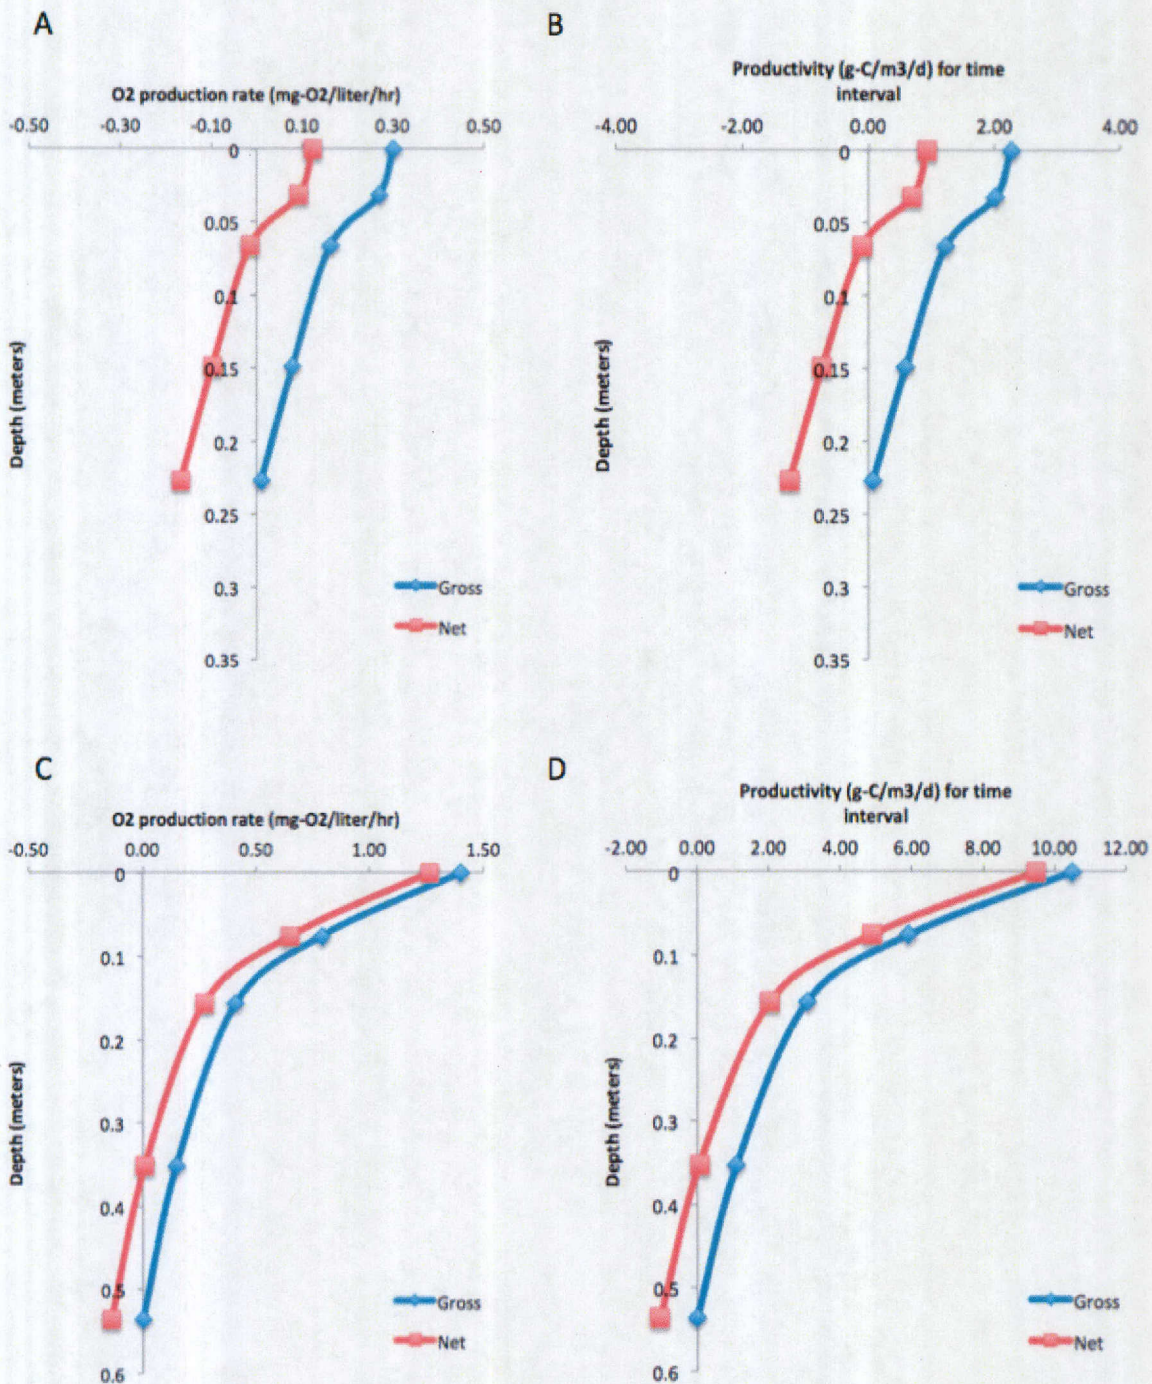 A
O2 production rate (mg-O2/liter/hr)
-0.50 -0.30 -0.10 0.10 0.30 0.50
0
0.05
0.1
0.15
0.2
0.25
0.3
0.35
Depth (meters)
Gross
Net
B
Productivity (g-C/m3/d) for time
interval
-4.00 -2.00 0.00 2.00 4.00
0
0.05
0.1
0.15
0.2
0.25
0.3
0.35
Depth (meters)
Gross
Net
C
O2 production rate (mg-O2/liter/hr)
-0.50 0.00 0.50 1.00 1.50
0
0.1
0.2
0.3
0.4
0.5
0.6
Depth (meters)
Gross
Net
D
Productivity (g-C/m3/d) for time
interval
-2.00 0.00 2.00 4.00 6.00 8.00 10.00 12.00
0
0.1
0.2
0.3
0.4
0.5
0.6
Depth (meters)
Gross
Net